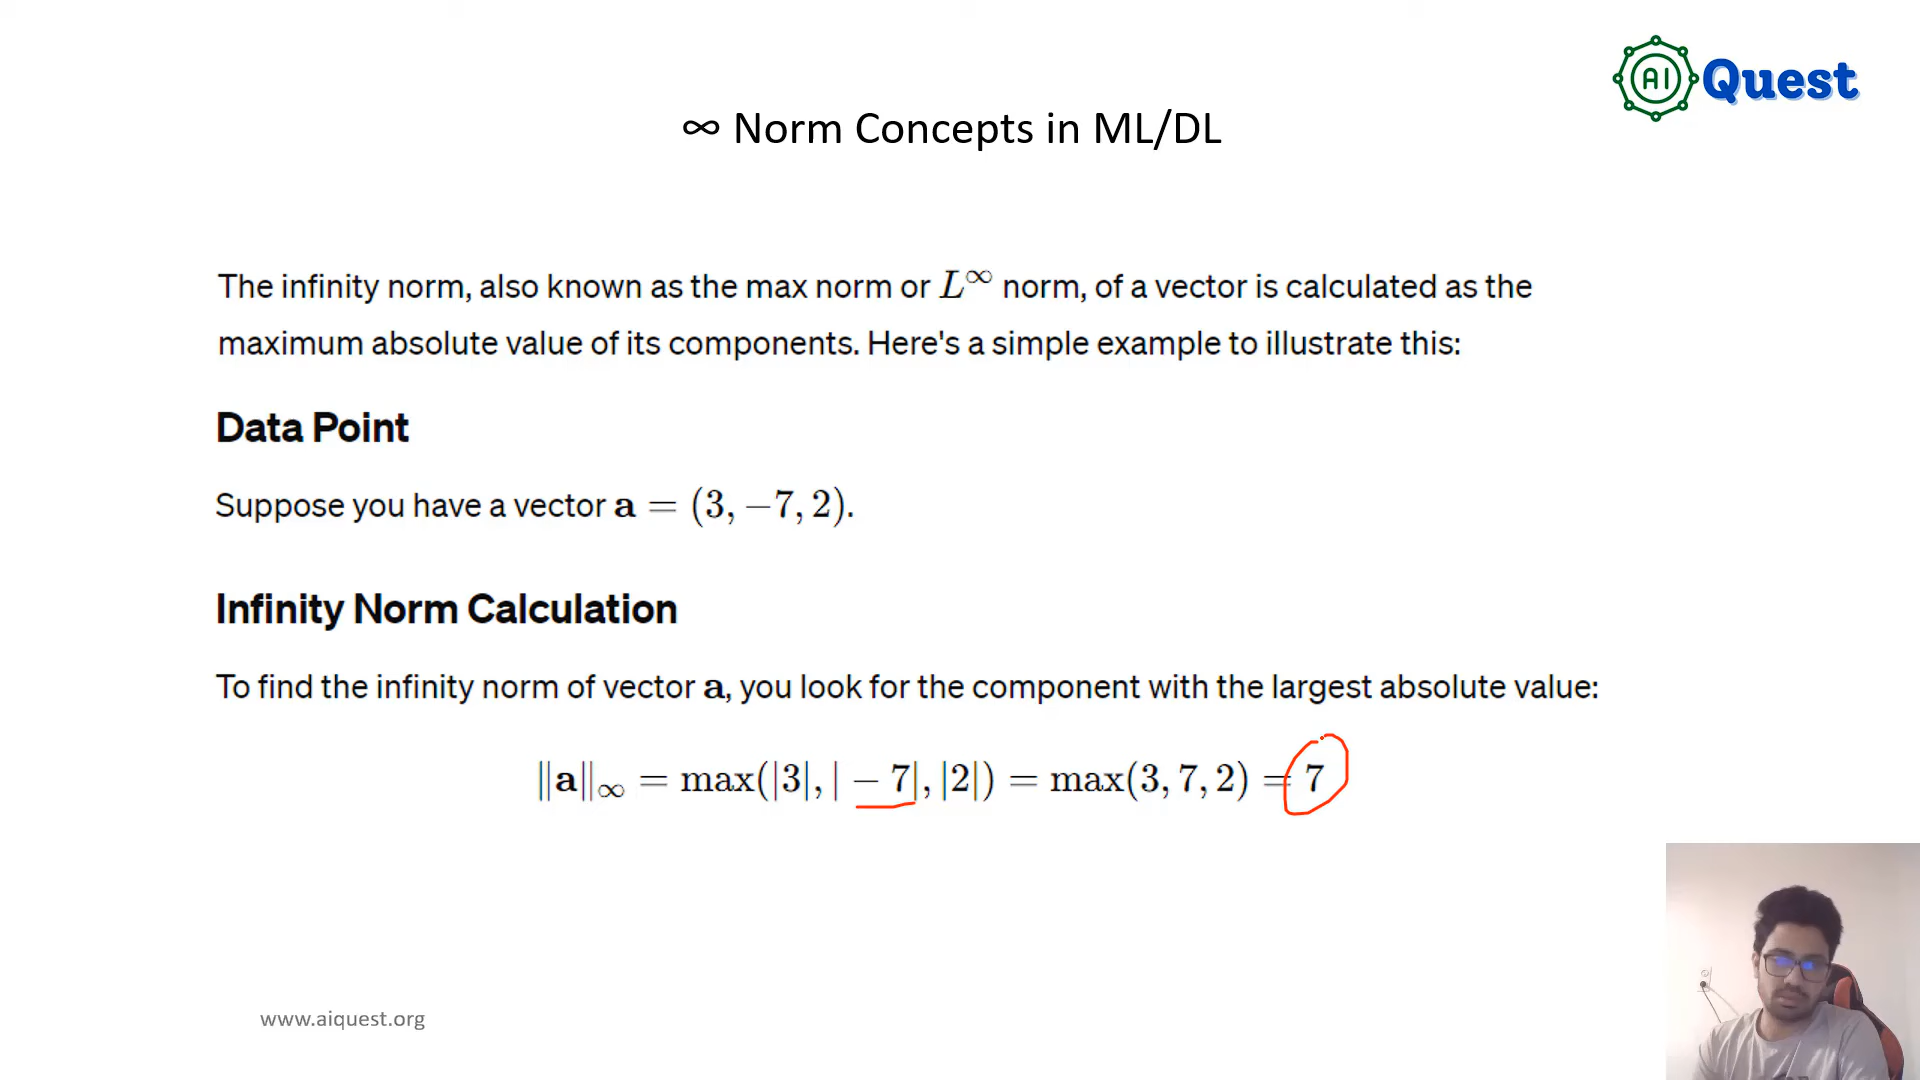 AI Quest
∞ Norm Concepts in ML/DL
The infinity norm, also known as the max norm or L^∞ norm, of a vector is calculated as the
maximum absolute value of its components. Here's a simple example to illustrate this:
Data Point
Suppose you have a vector a = (3, −7, 2).
Infinity Norm Calculation
To find the infinity norm of vector a, you look for the component with the largest absolute value:
‖a‖∞ = max(|3|, | − 7|, |2|) = max(3, 7, 2) = 7
www.aiquest.org